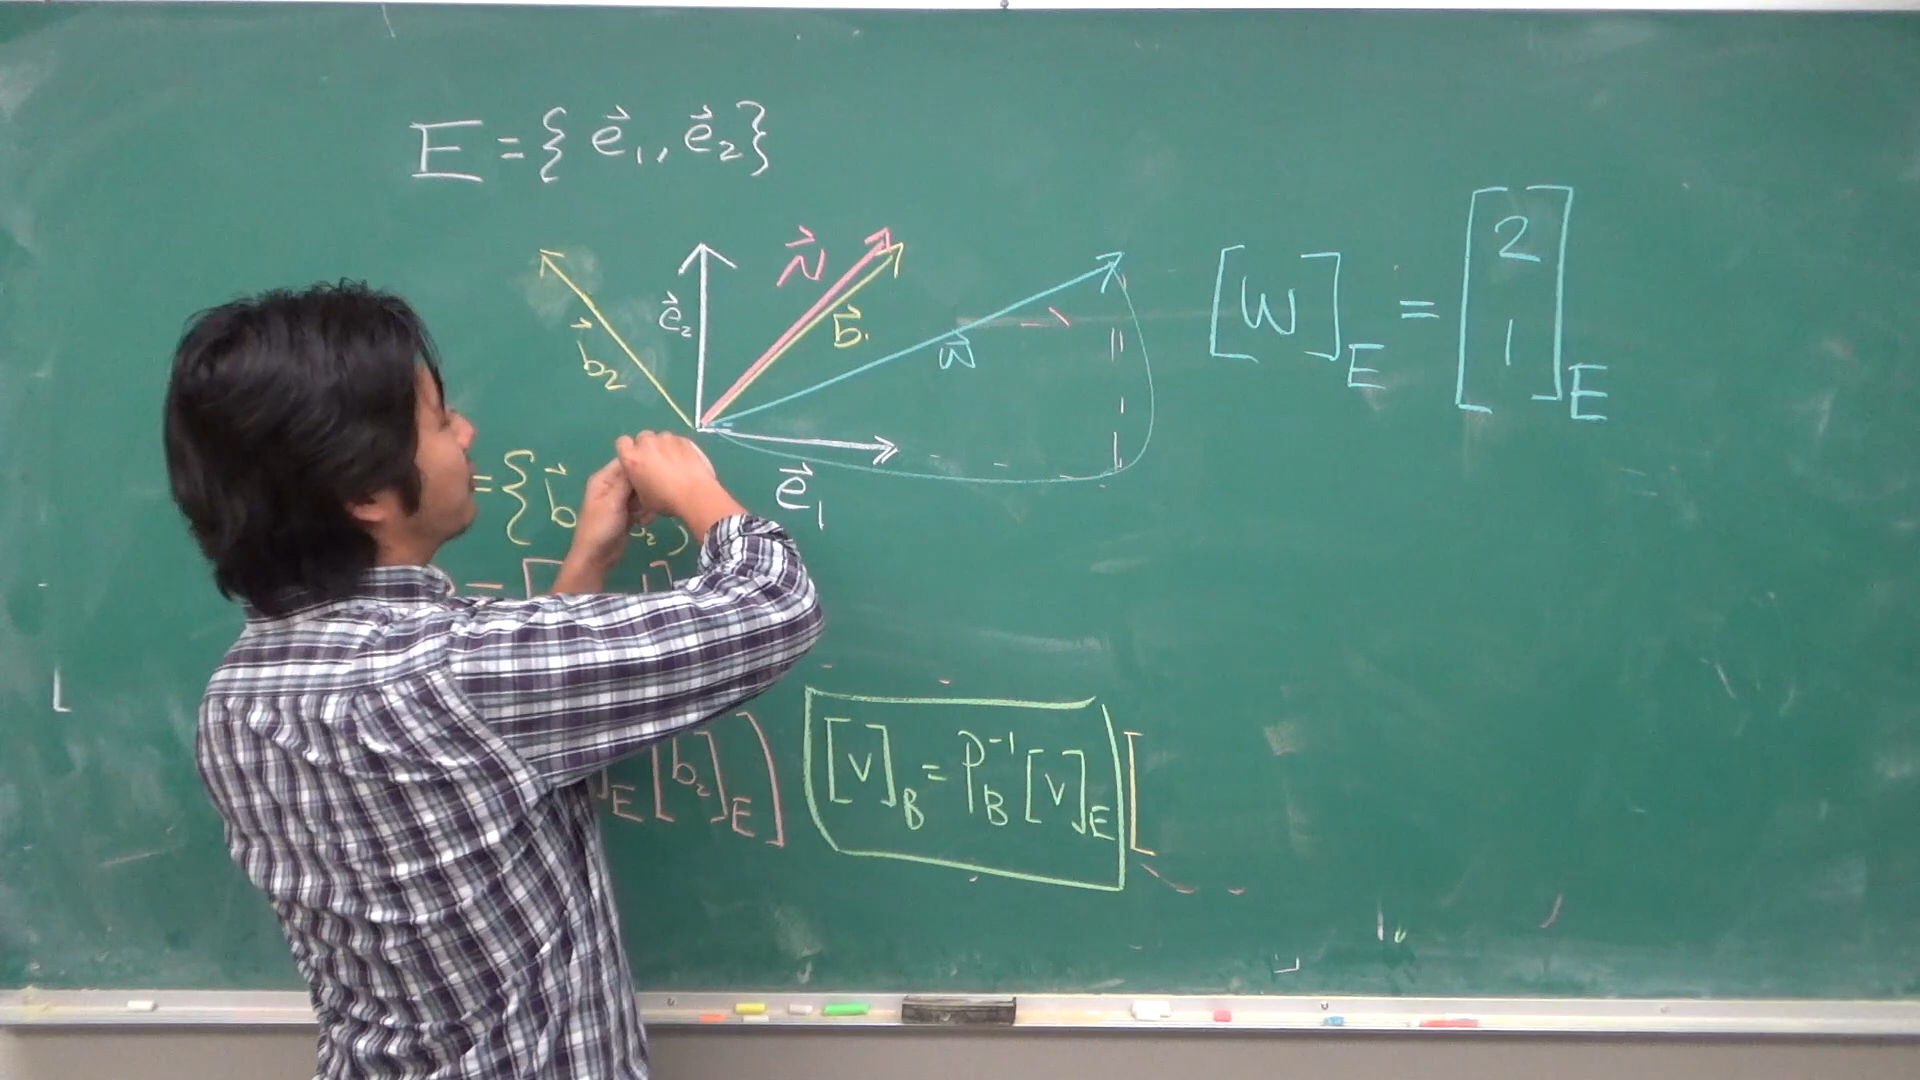 E = { e⃗₁, e⃗₂ }
v⃗
e⃗₂
b⃗₁
b⃗₂
w⃗
[w]_E = [2 1]_E
e⃗₁
= { b⃗
]_E [b₂]_E ]
[v]_B = P_B⁻¹ [v]_E